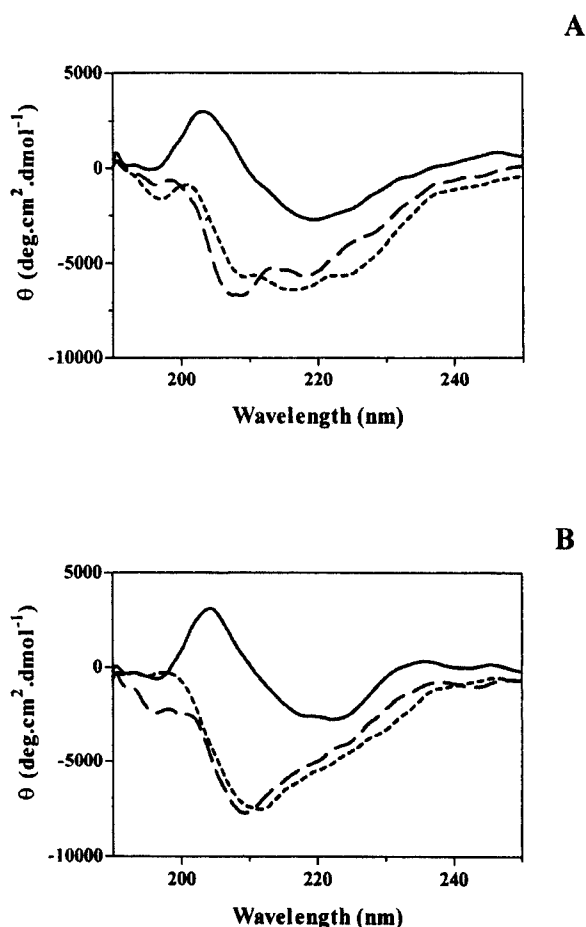 A
5000
0
-5000
-10000
θ (deg.cm².dmol⁻¹)
200 220 240
Wavelength (nm)
B
5000
0
-5000
-10000
θ (deg.cm².dmol⁻¹)
200 220 240
Wavelength (nm)